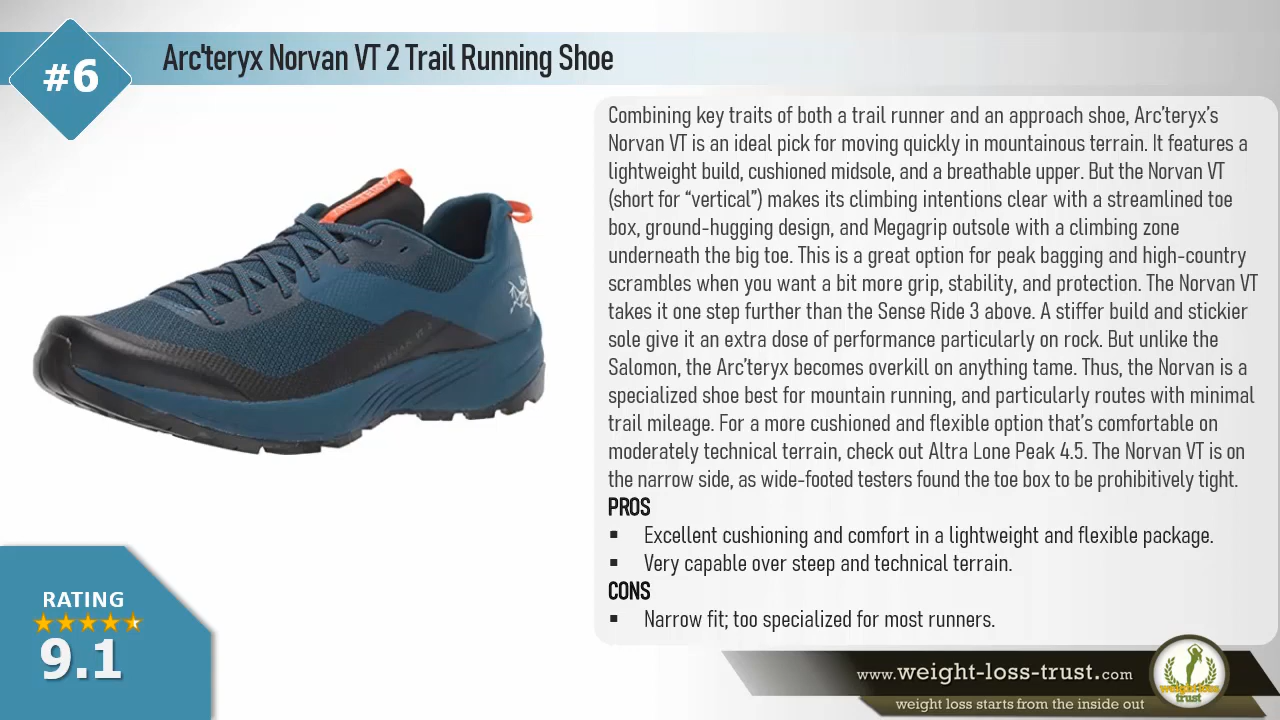 #6
Arc'teryx Norvan VT 2 Trail Running Shoe
Combining key traits of both a trail runner and an approach shoe, Arc'teryx's
Norvan VT is an ideal pick for moving quickly in mountainous terrain. It features a
lightweight build, cushioned midsole, and a breathable upper. But the Norvan VT
(short for “vertical”) makes its climbing intentions clear with a streamlined toe
box, ground-hugging design, and Megagrip outsole with a climbing zone
underneath the big toe. This is a great option for peak bagging and high-country
scrambles when you want a bit more grip, stability, and protection. The Norvan VT
takes it one step further than the Sense Ride 3 above. A stiffer build and stickier
sole give it an extra dose of performance particularly on rock. But unlike the
Salomon, the Arc'teryx becomes overkill on anything tame. Thus, the Norvan is a
specialized shoe best for mountain running, and particularly routes with minimal
trail mileage. For a more cushioned and flexible option that's comfortable on
moderately technical terrain, check out Altra Lone Peak 4.5. The Norvan VT is on
the narrow side, as wide-footed testers found the toe box to be prohibitively tight.
PROS
▪ Excellent cushioning and comfort in a lightweight and flexible package.
▪ Very capable over steep and technical terrain.
CONS
▪ Narrow fit; too specialized for most runners.
NORVAN VT 2
RATING
9.1
www.weight-loss-trust.com
weight loss starts from the inside out
weight loss
trust